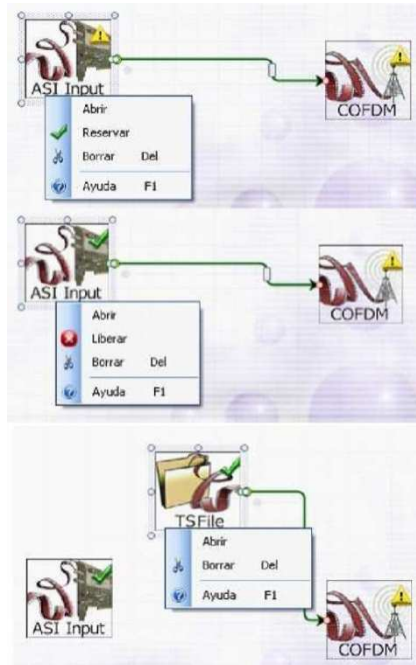 ASI Input
COFDM
Abrir
Reservar
Borrar Del
Ayuda F1
ASI Input
COFDM
Abrir
Liberar
Borrar Del
Ayuda F1
TSFile
Abrir
Borrar Del
Ayuda F1
ASI Input
COFDM